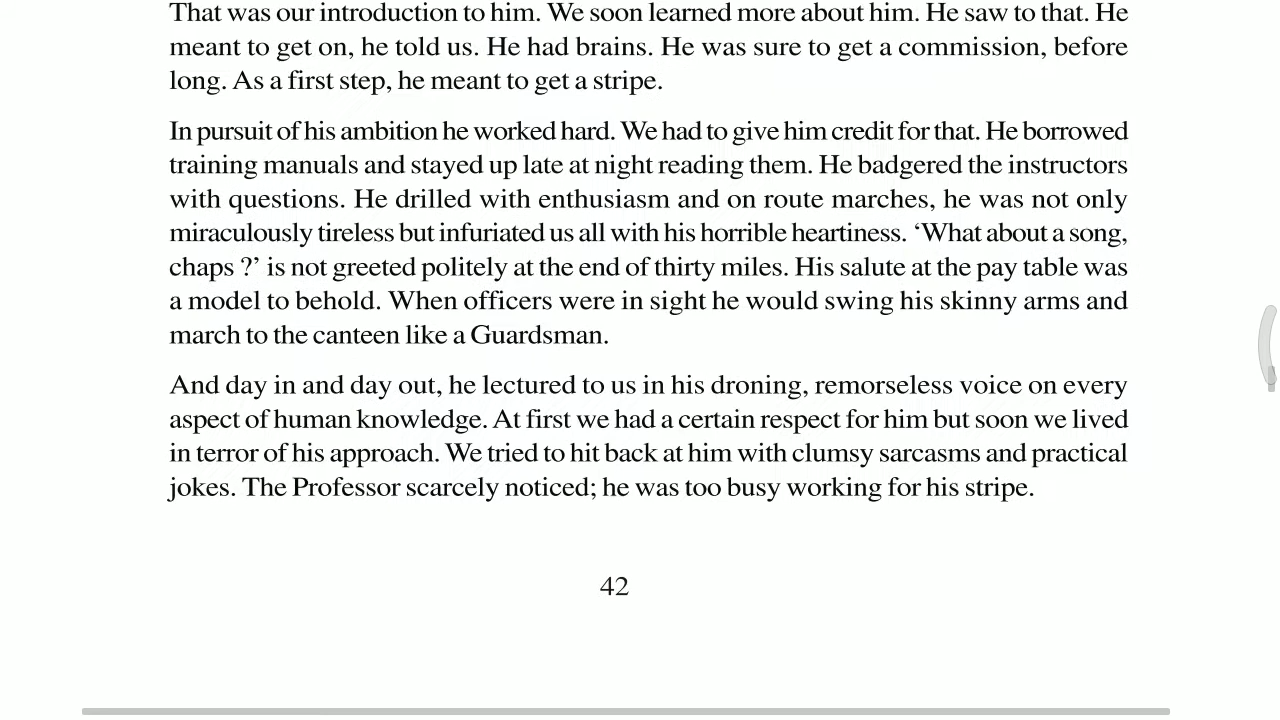 That was our introduction to him. We soon learned more about him. He saw to that. He
meant to get on, he told us. He had brains. He was sure to get a commission, before
long. As a first step, he meant to get a stripe.
In pursuit of his ambition he worked hard. We had to give him credit for that. He borrowed
training manuals and stayed up late at night reading them. He badgered the instructors
with questions. He drilled with enthusiasm and on route marches, he was not only
miraculously tireless but infuriated us all with his horrible heartiness. ‘What about a song,
chaps ?’ is not greeted politely at the end of thirty miles. His salute at the pay table was
a model to behold. When officers were in sight he would swing his skinny arms and
march to the canteen like a Guardsman.
And day in and day out, he lectured to us in his droning, remorseless voice on every
aspect of human knowledge. At first we had a certain respect for him but soon we lived
in terror of his approach. We tried to hit back at him with clumsy sarcasms and practical
jokes. The Professor scarcely noticed; he was too busy working for his stripe.
42